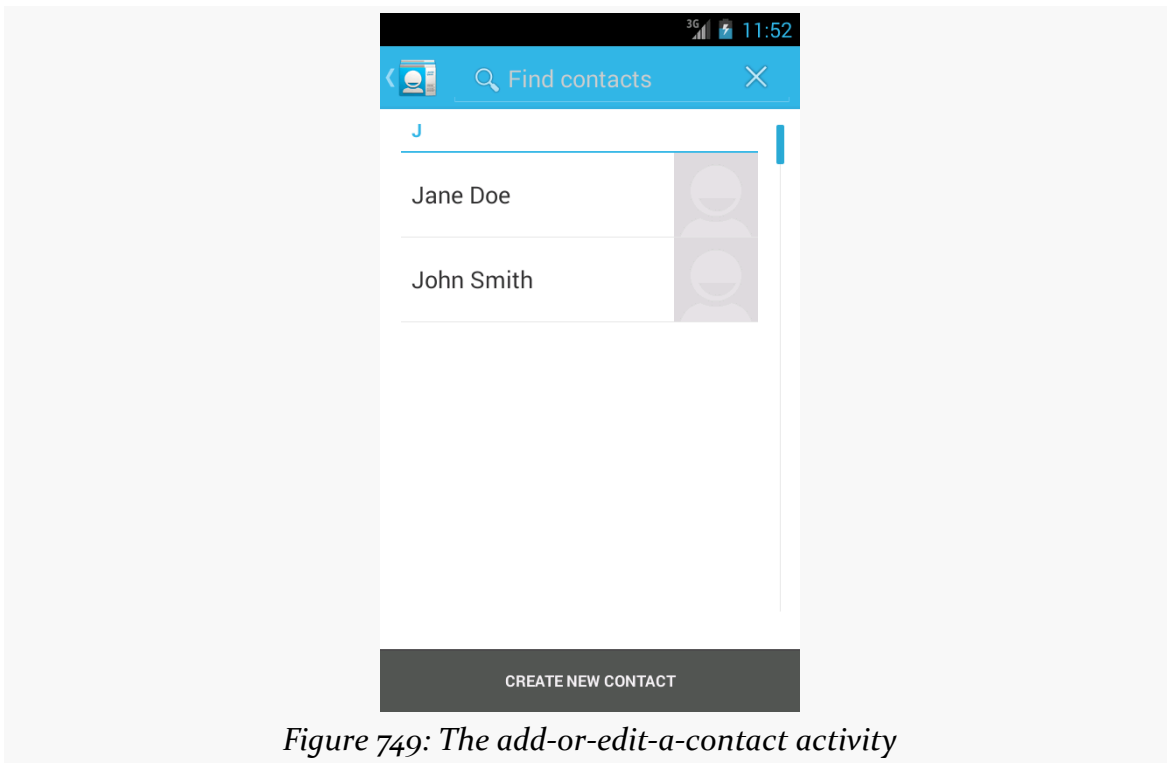 3G 11:52
Find contacts
J
Jane Doe
John Smith
CREATE NEW CONTACT
Figure 749: The add-or-edit-a-contact activity